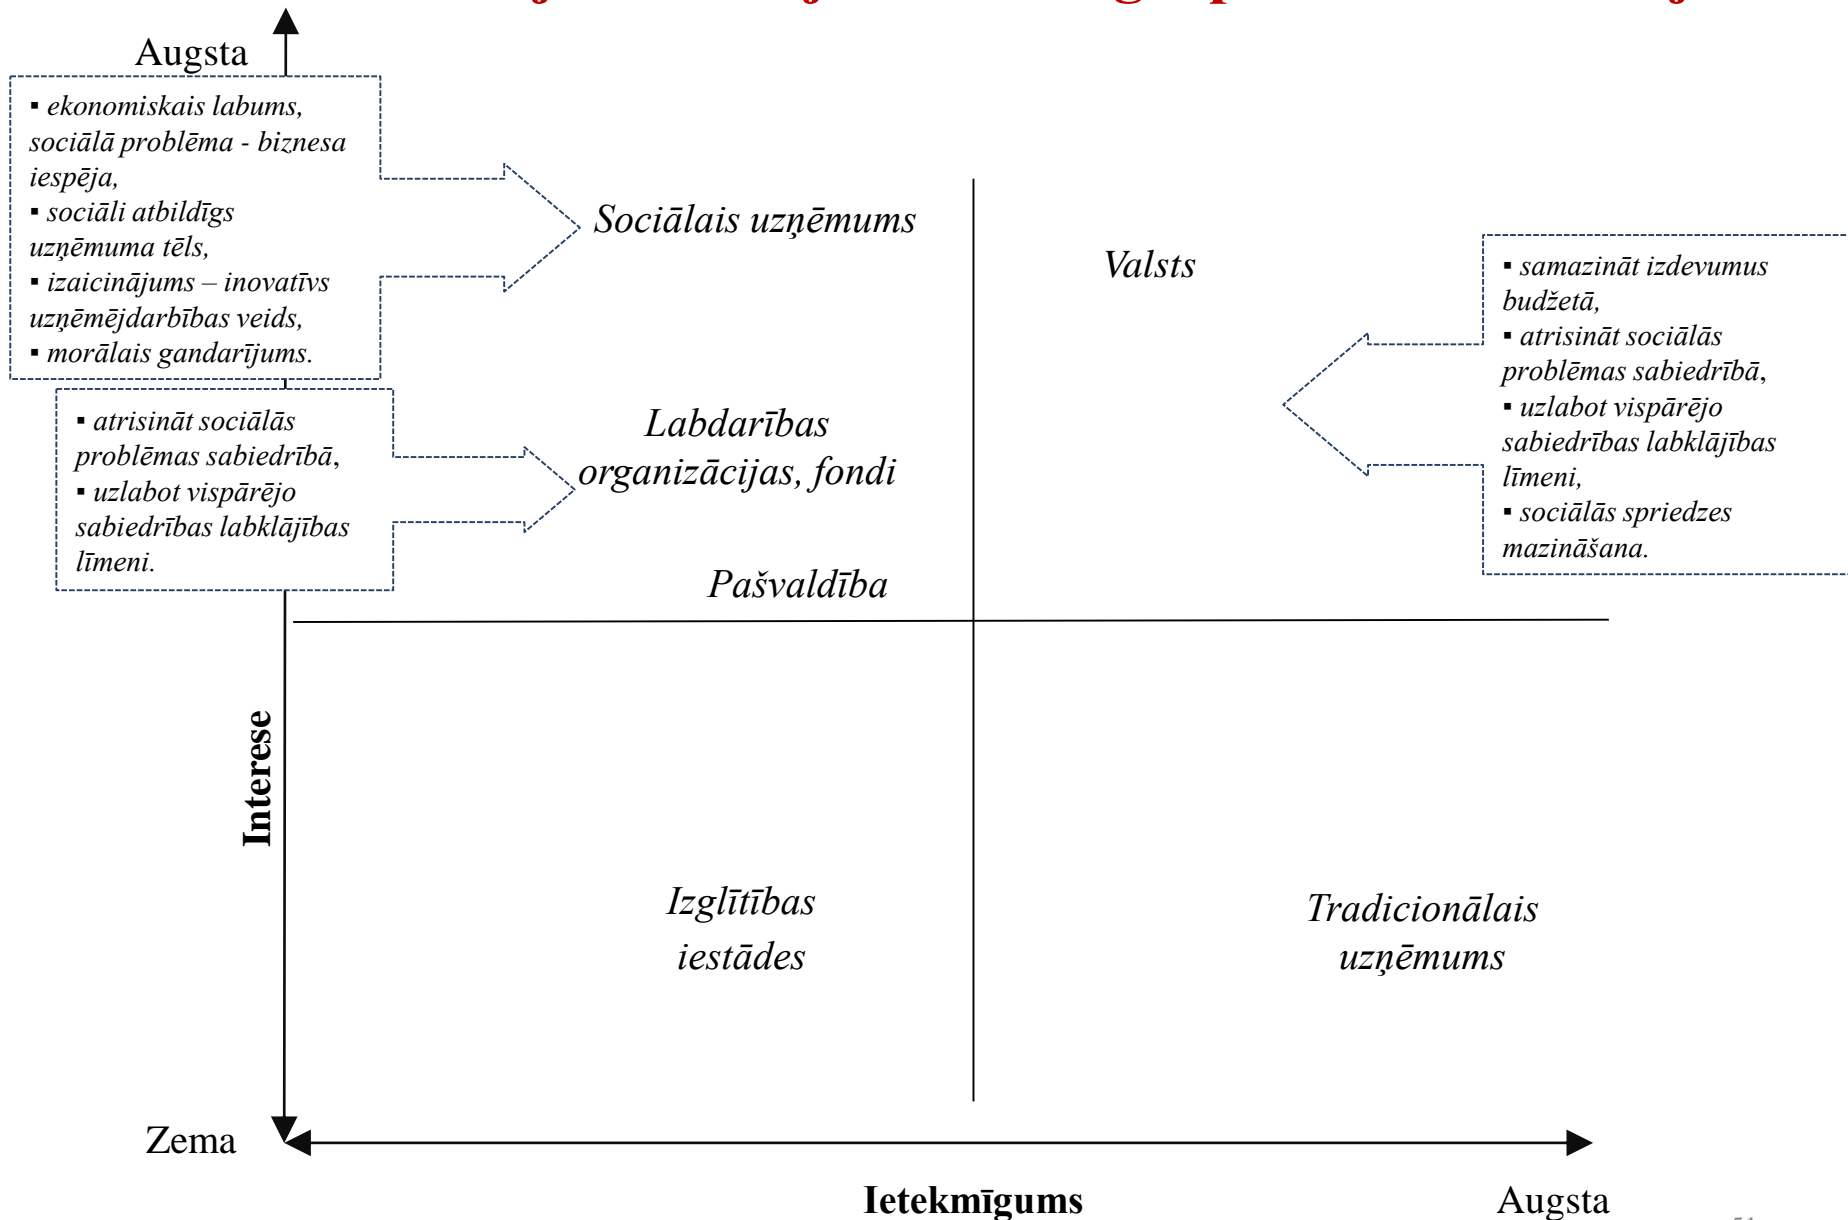 Augsta
▪ ekonomiskais labums,
sociālā problēma - biznesa
iespēja,
▪ sociāli atbildīgs
uzņēmuma tēls,
▪ izaicinājums – inovatīvs
uzņēmējdarbības veids,
▪ morālais gandarījums.
Sociālais uzņēmums
Valsts
▪ samazināt izdevumus
budžetā,
▪ atrisināt sociālās
problēmas sabiedrībā,
▪ uzlabot vispārējo
sabiedrības labklājības
līmeni,
▪ sociālās spriedzes
mazināšana.
▪ atrisināt sociālās
problēmas sabiedrībā,
▪ uzlabot vispārējo
sabiedrības labklājības
līmeni.
Labdarības
organizācijas, fondi
Pašvaldība
Interese
Izglītības
iestādes
Tradicionālais
uzņēmums
Zema
Ietekmīgums
Augsta